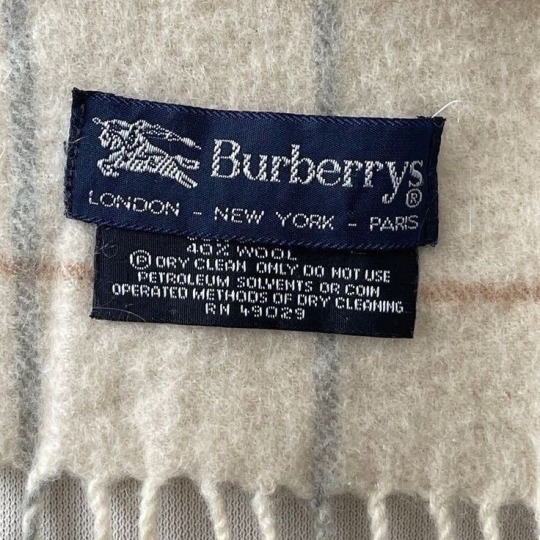 Burberrys®
LONDON - NEW YORK - PARIS
40% WOOL
Ⓟ DRY CLEAN ONLY DO NOT USE
PETROLEUM SOLVENTS OR COIN
OPERATED METHODS OF DRY CLEANING
RN 49029